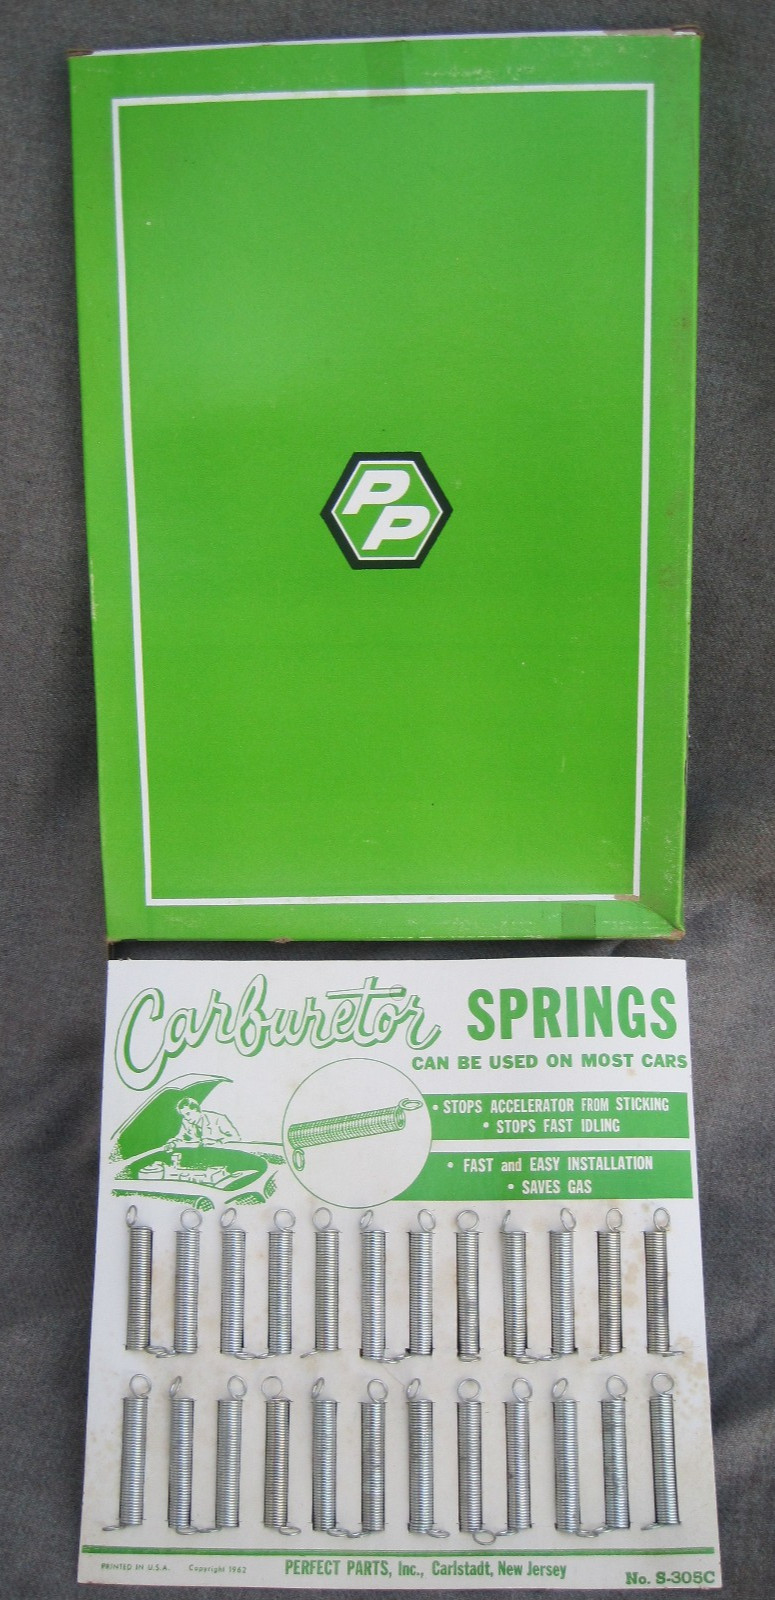 PP
Carburetor SPRINGS
CAN BE USED ON MOST CARS
• STOPS ACCELERATOR FROM STICKING
• STOPS FAST IDLING
• FAST and EASY INSTALLATION
• SAVES GAS
PRINTED IN U.S.A. Copyright 1962 PERFECT PARTS, Inc., Carlstadt, New Jersey No. S-305C